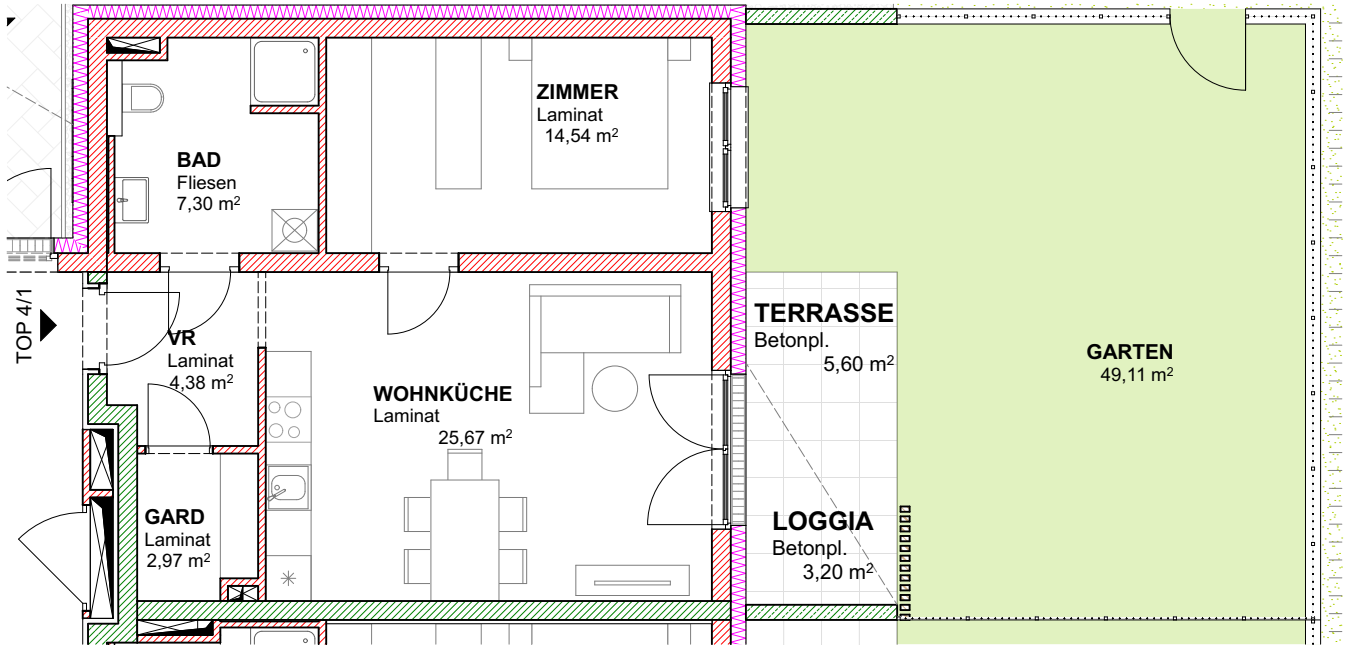 ZIMMER
Laminat
14,54 m²
BAD
Fliesen
7,30 m²
TOP 4/1
VR
Laminat
4,38 m²
WOHNKÜCHE
Laminat
25,67 m²
TERRASSE
Betonpl.
5,60 m²
GARTEN
49,11 m²
GARD
Laminat
2,97 m²
LOGGIA
Betonpl.
3,20 m²